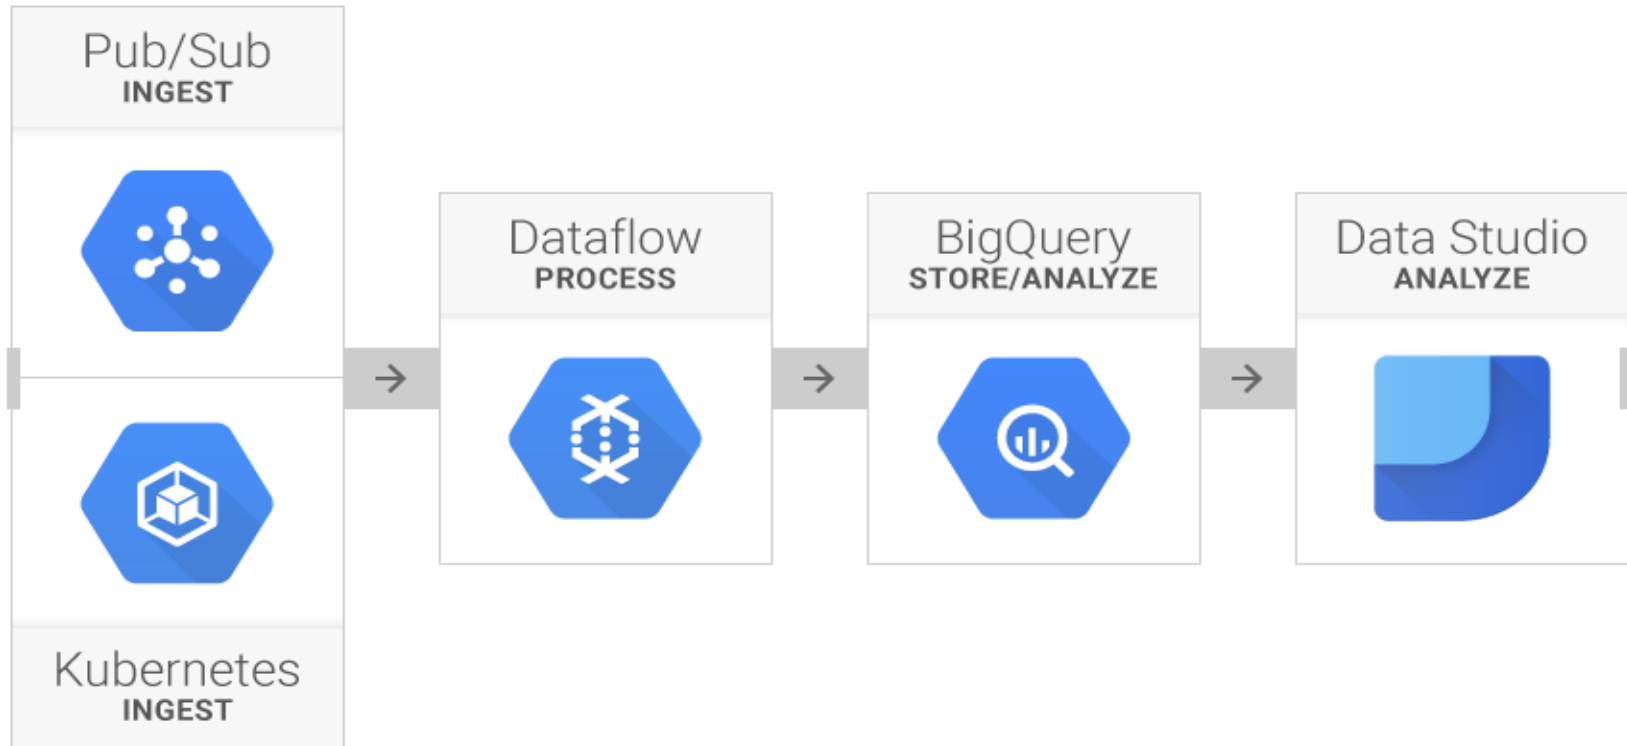 Pub/Sub
INGEST
Kubernetes
INGEST
Dataflow
PROCESS
BigQuery
STORE/ANALYZE
Data Studio
ANALYZE